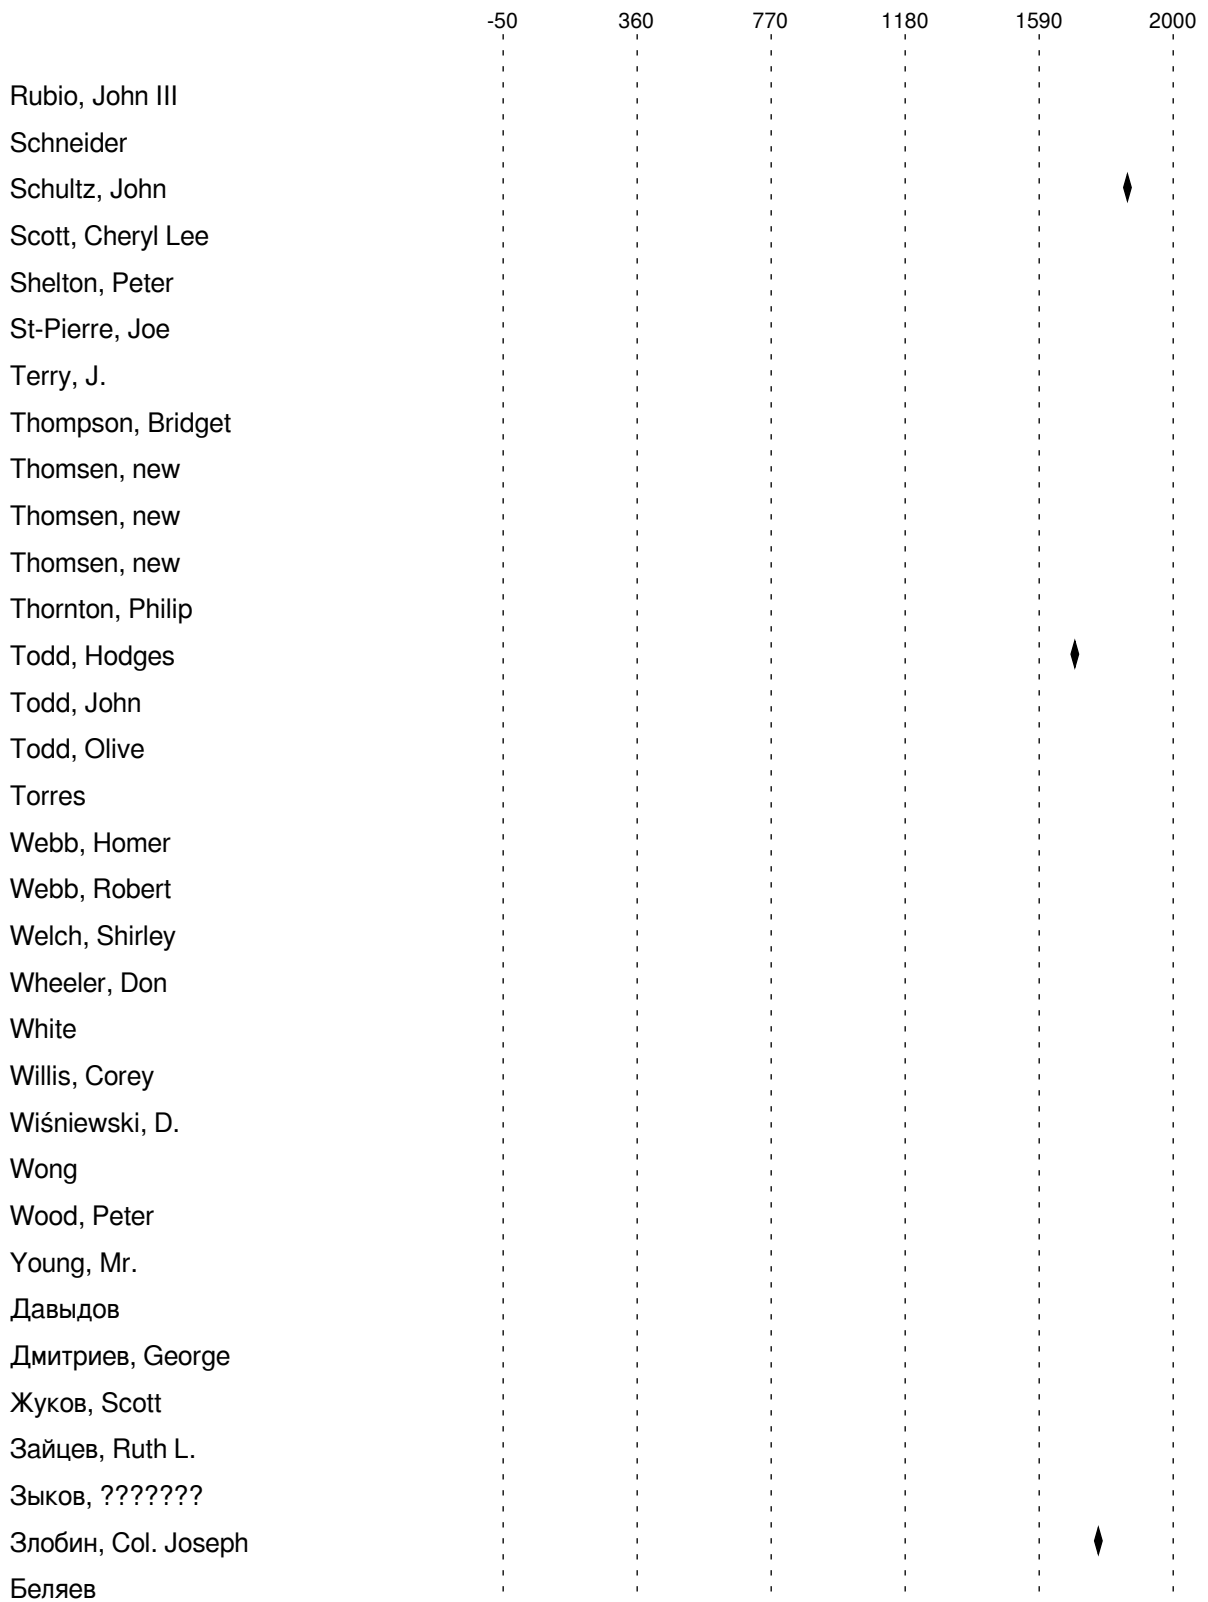 -50 360 770 1180 1590 2000
Rubio, John III
Schneider
Schultz, John
Scott, Cheryl Lee
Shelton, Peter
St-Pierre, Joe
Terry, J.
Thompson, Bridget
Thomsen, new
Thomsen, new
Thomsen, new
Thornton, Philip
Todd, Hodges
Todd, John
Todd, Olive
Torres
Webb, Homer
Webb, Robert
Welch, Shirley
Wheeler, Don
White
Willis, Corey
Wiśniewski, D.
Wong
Wood, Peter
Young, Mr.
Давыдов
Дмитриев, George
Жуков, Scott
Зайцев, Ruth L.
Зыков, ???????
Злобин, Col. Joseph
Беляев